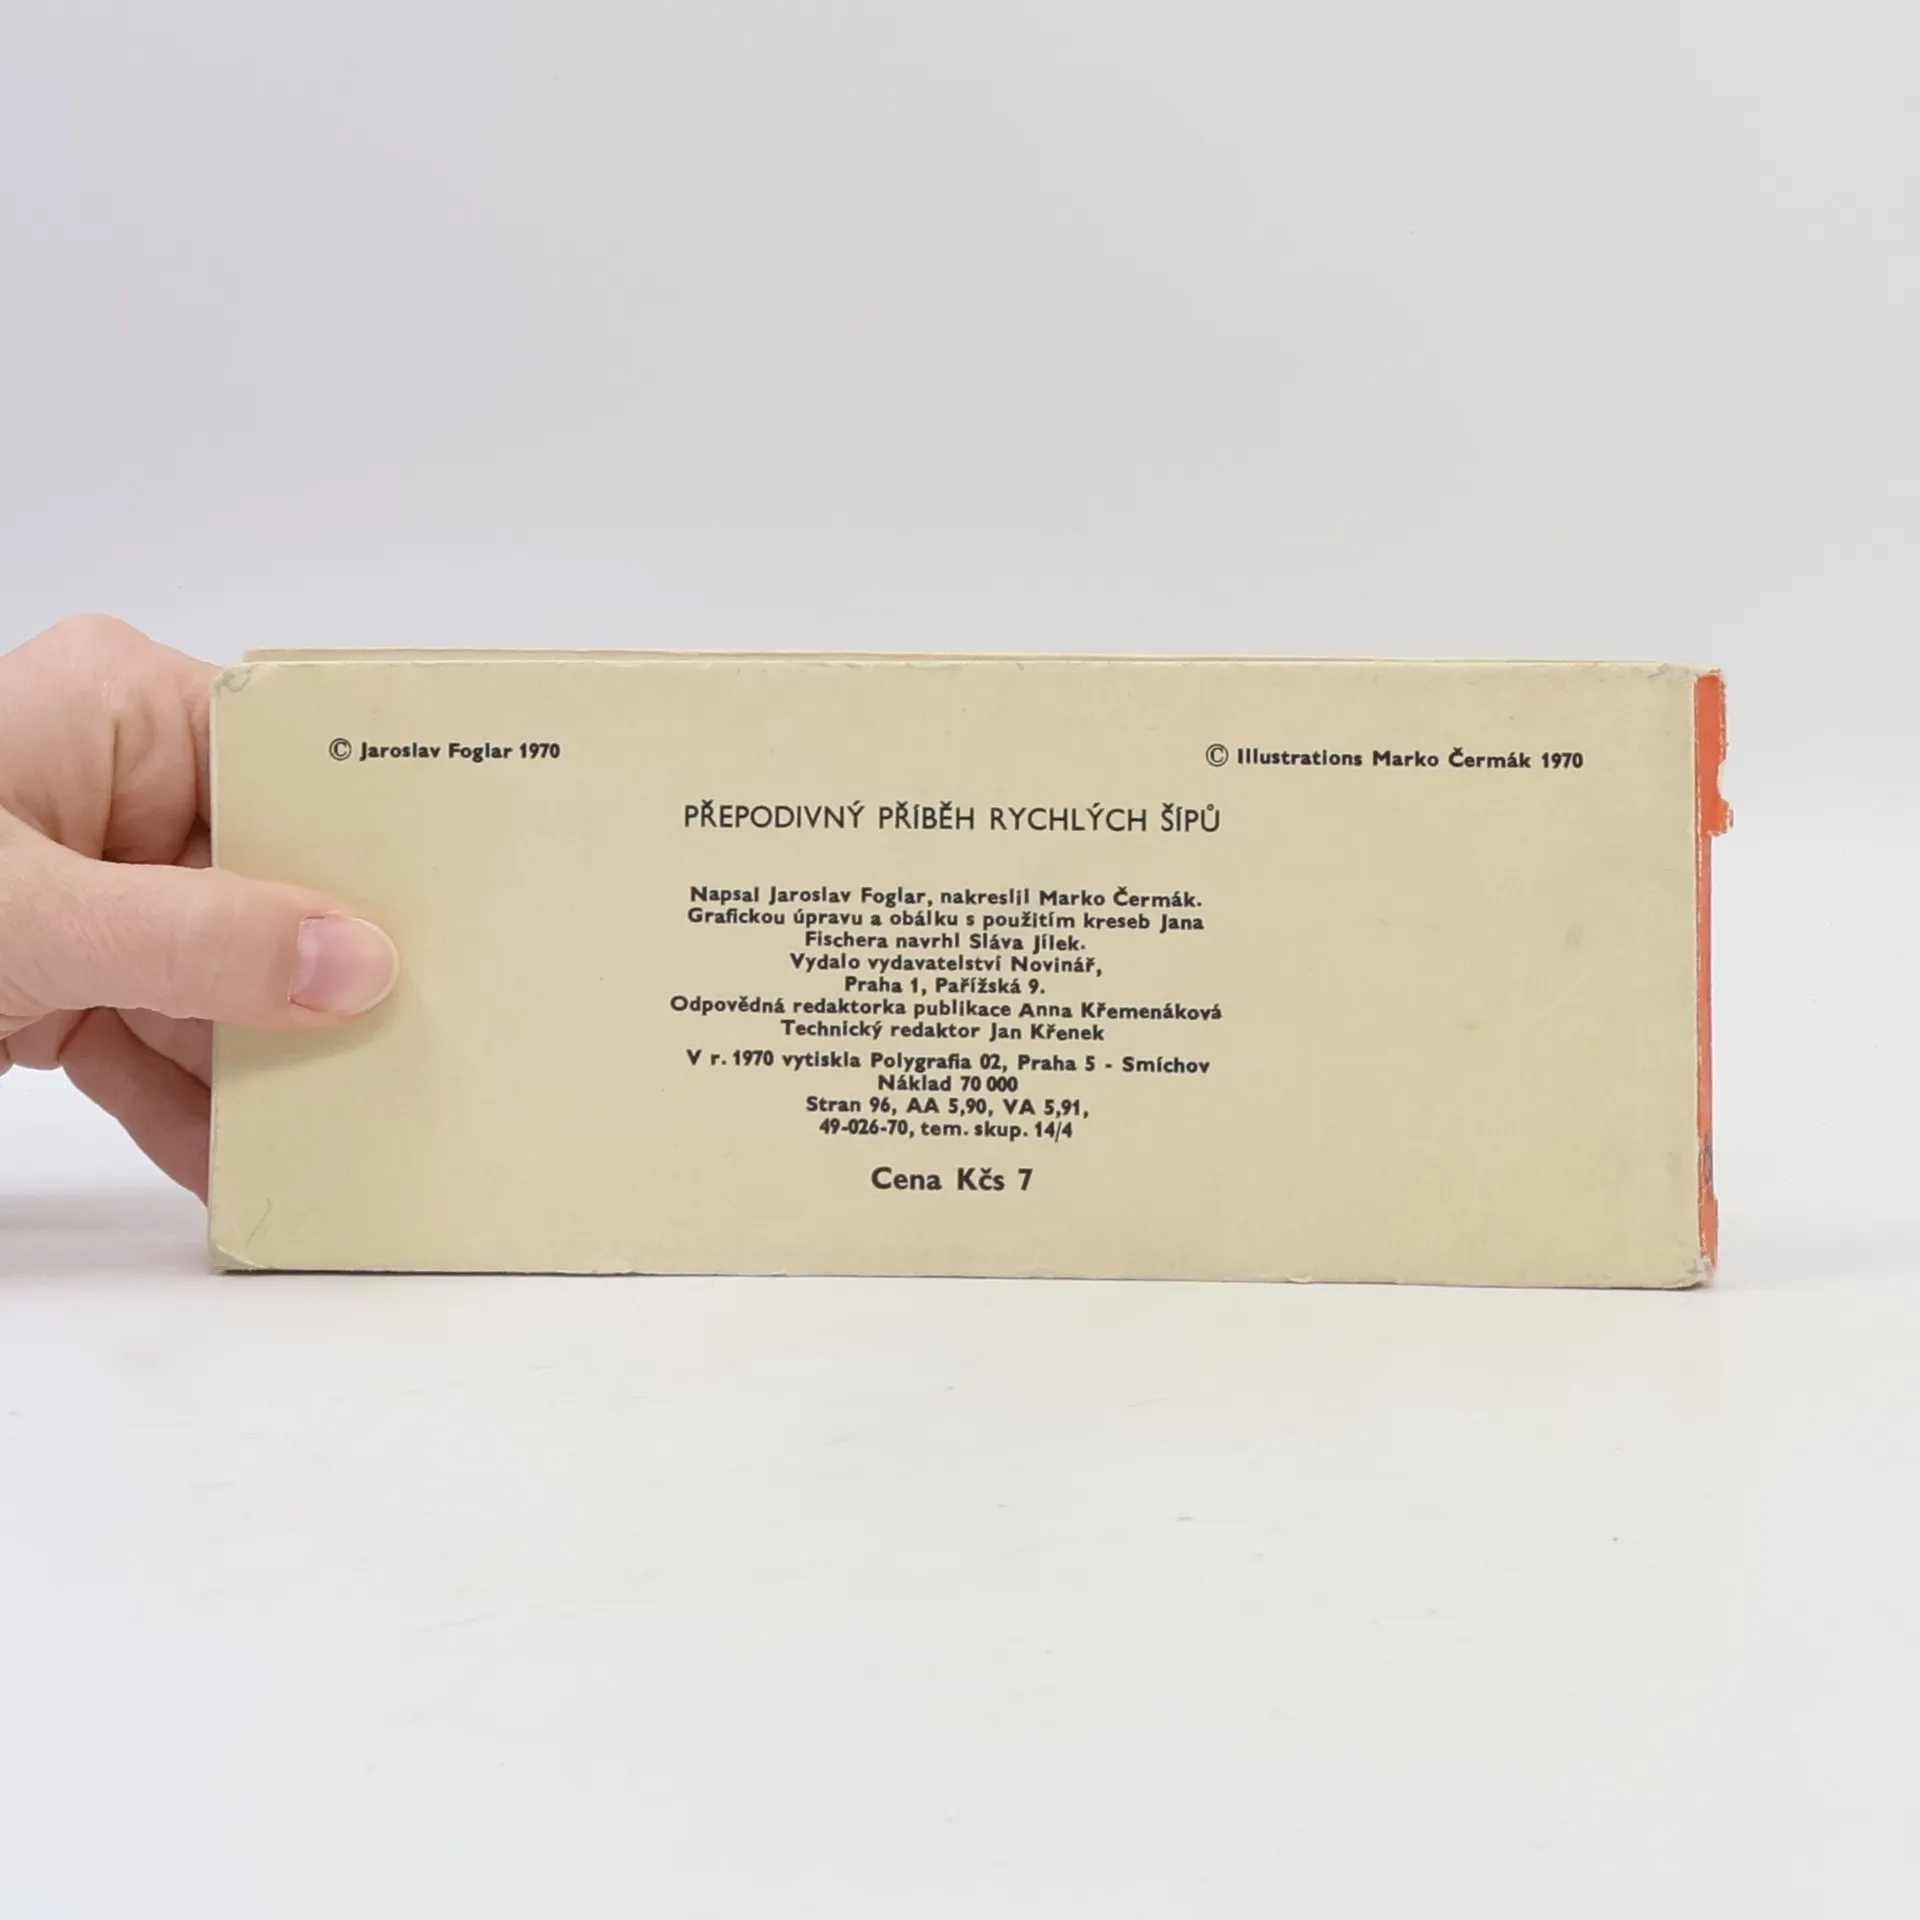 © Jaroslav Foglar 1970
© Illustrations Marko Čermák 1970
PŘEPODIVNÝ PŘÍBĚH RYCHLÝCH ŠÍPŮ
Napsal Jaroslav Foglar, nakreslil Marko Čermák.
Grafickou úpravu a obálku s použitím kreseb Jana
Fischera navrhl Sláva Jílek.
Vydalo vydavatelství Novinář,
Praha 1, Pařížská 9.
Odpovědná redaktorka publikace Anna Křemenáková
Technický redaktor Jan Křenek
V r. 1970 vytiskla Polygrafia 02, Praha 5 - Smíchov
Náklad 70 000
Stran 96, AA 5,90, VA 5,91,
49-026-70, tem. skup. 14/4
Cena Kčs 7